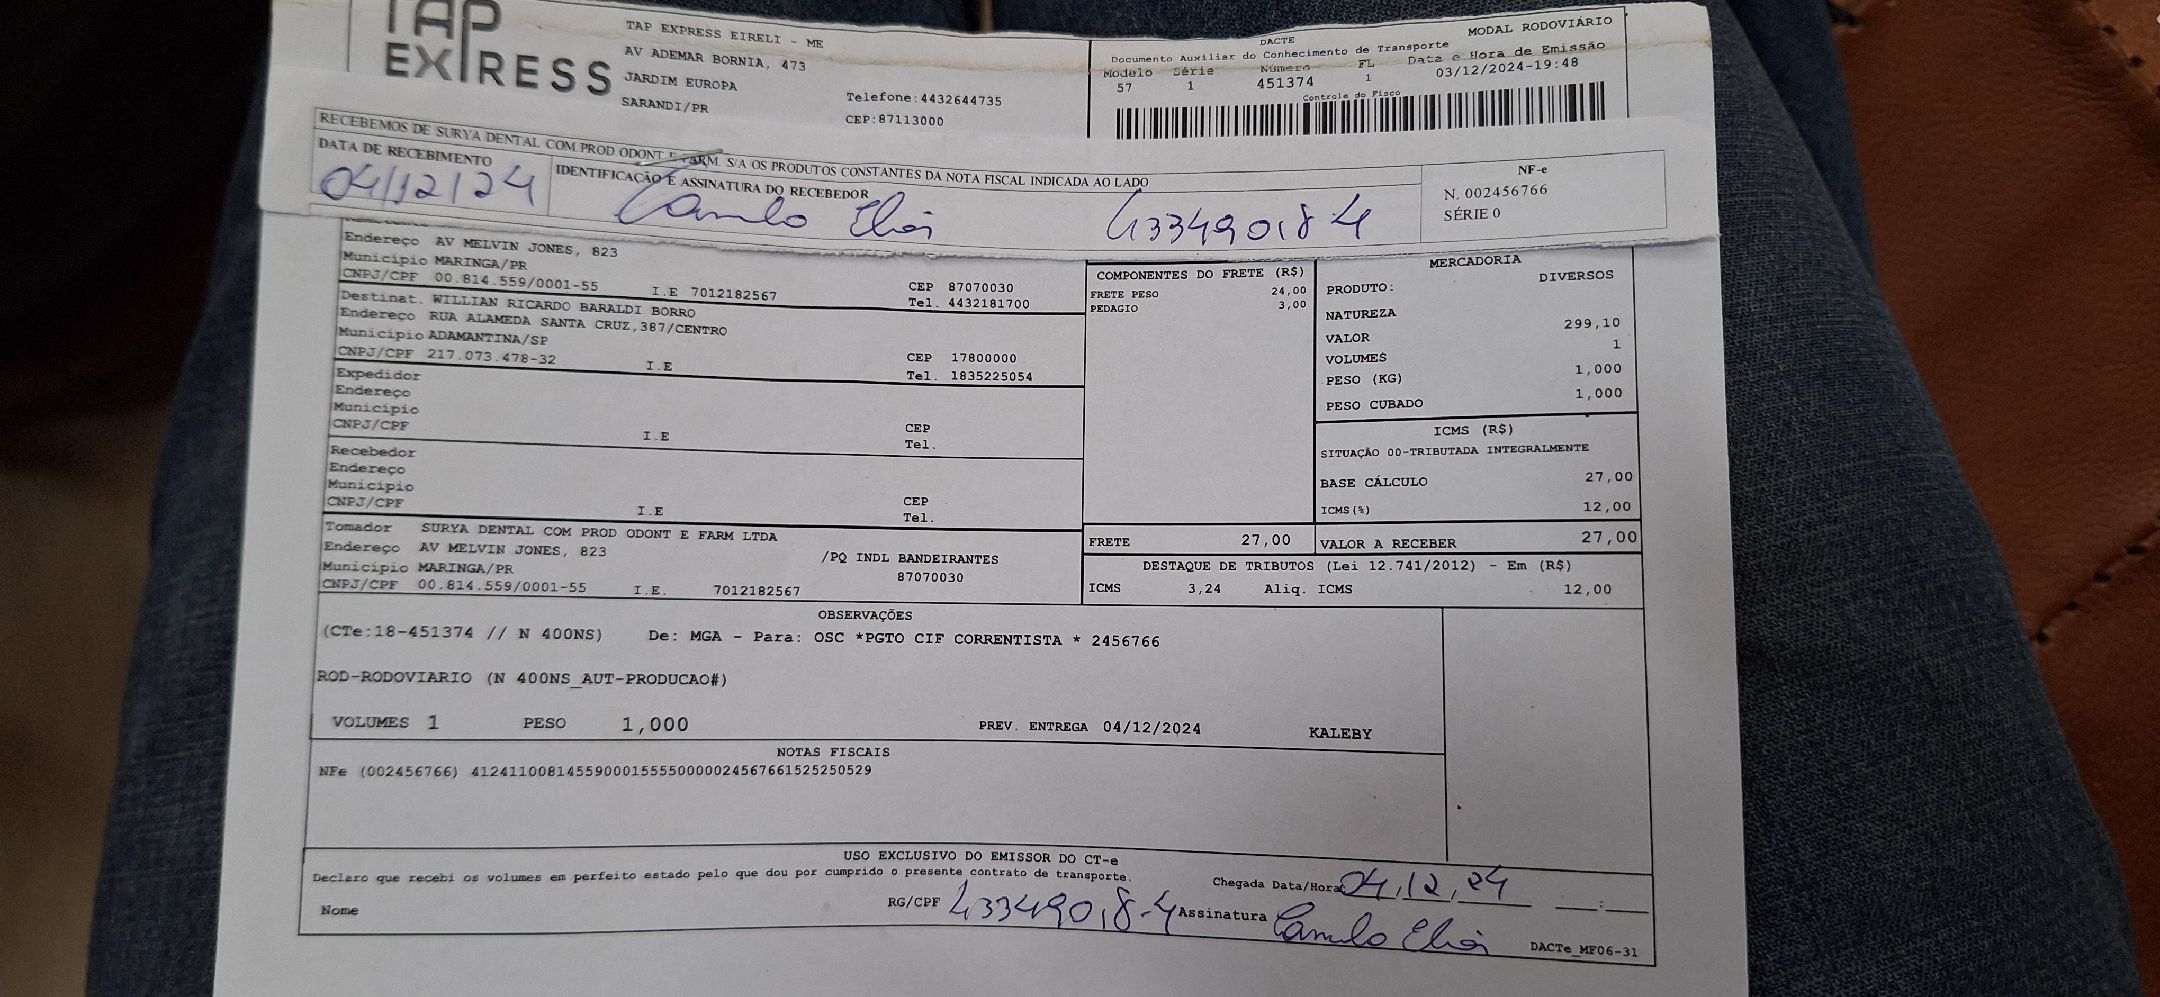 TAP
EXPRESS
TAP EXPRESS EIRELI - ME
AV ADEMAR BORNIA, 473
JARDIM EUROPA
SARANDI/PR
Telefone:4432644735
CEP:87113000
DACTE
MODAL RODOVIÁRIO
Documento Auxiliar do Conhecimento de Transporte
Modelo Série Número FL Data e Hora de Emissão
57 1 451374 1 03/12/2024-19:48
Controle do Fisco
RECEBEMOS DE SURYA DENTAL COM.PROD ODONT E FARM. S/A OS PRODUTOS CONSTANTES DA NOTA FISCAL INDICADA AO LADO
DATA DE RECEBIMENTO
04/12/24
IDENTIFICAÇÃO E ASSINATURA DO RECEBEDOR
Camilo 43349018-4
NF-e
N. 002456766
SÉRIE 0
Endereço AV MELVIN JONES, 823
Município MARINGA/PR CEP 87070030
CNPJ/CPF 00.814.559/0001-55 I.E 7012182567 Tel. 4432181700
Destinat. WILLIAN RICARDO BARALDI BORRO
Endereço RUA ALAMEDA SANTA CRUZ,387/CENTRO
Município ADAMANTINA/SP CEP 17800000
CNPJ/CPF 217.073.478-32 I.E Tel. 1835225054
Expedidor
Endereço
Município CEP
CNPJ/CPF I.E Tel.
Recebedor
Endereço
Município CEP
CNPJ/CPF I.E Tel.
Tomador SURYA DENTAL COM PROD ODONT E FARM LTDA
Endereço AV MELVIN JONES, 823 /PQ INDL BANDEIRANTES
Município MARINGA/PR 87070030
CNPJ/CPF 00.814.559/0001-55 I.E. 7012182567
COMPONENTES DO FRETE (R$)
FRETE PESO 24,00
PEDAGIO 3,00
FRETE 27,00
MERCADORIA
PRODUTO: DIVERSOS
NATUREZA
VALOR 299,10
VOLUMES 1
PESO (KG) 1,000
PESO CUBADO 1,000
ICMS (R$)
SITUAÇÃO 00-TRIBUTADA INTEGRALMENTE
BASE CÁLCULO 27,00
ICMS(%) 12,00
VALOR A RECEBER 27,00
DESTAQUE DE TRIBUTOS (Lei 12.741/2012) - Em (R$)
ICMS 3,24 Aliq. ICMS 12,00
OBSERVAÇÕES
(CTe:18-451374 // N 400NS) De: MGA - Para: OSC *PGTO CIF CORRENTISTA * 2456766
ROD-RODOVIARIO (N 400NS_AUT-PRODUCAO#)
VOLUMES 1 PESO 1,000 PREV. ENTREGA 04/12/2024 KALEBY
NOTAS FISCAIS
NFe (002456766) 41241100814559000155550000024567661525250529
USO EXCLUSIVO DO EMISSOR DO CT-e
Declaro que recebi os volumes em perfeito estado pelo que dou por cumprido o presente contrato de transporte. Chegada Data/Hora 04,12,24 __:__
Nome RG/CPF 43349018-4 Assinatura Camilo
DACTe_MF06-31